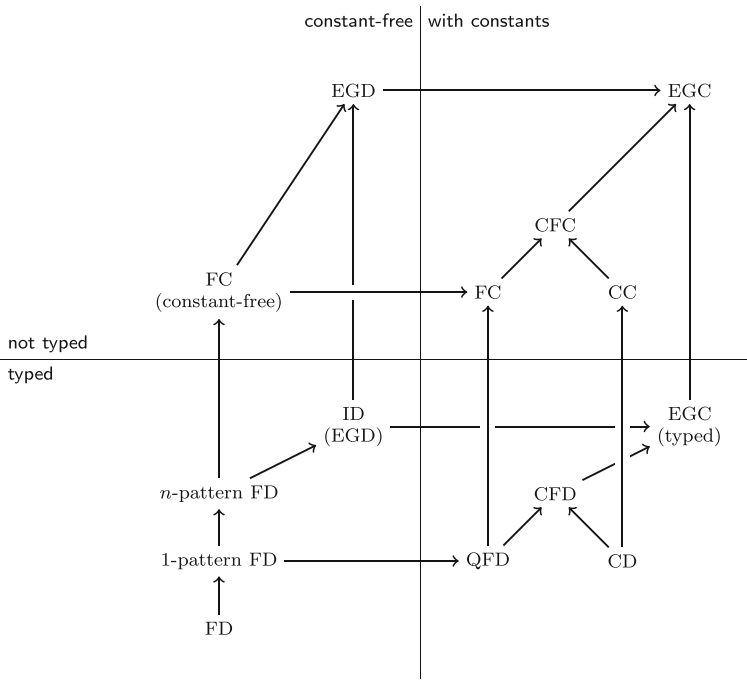 constant-free with constants
EGD EGC
CFC
FC
(constant-free) FC CC
not typed
typed
ID
(EGD)
EGC
(typed)
n-pattern FD CFD
1-pattern FD QFD CD
FD